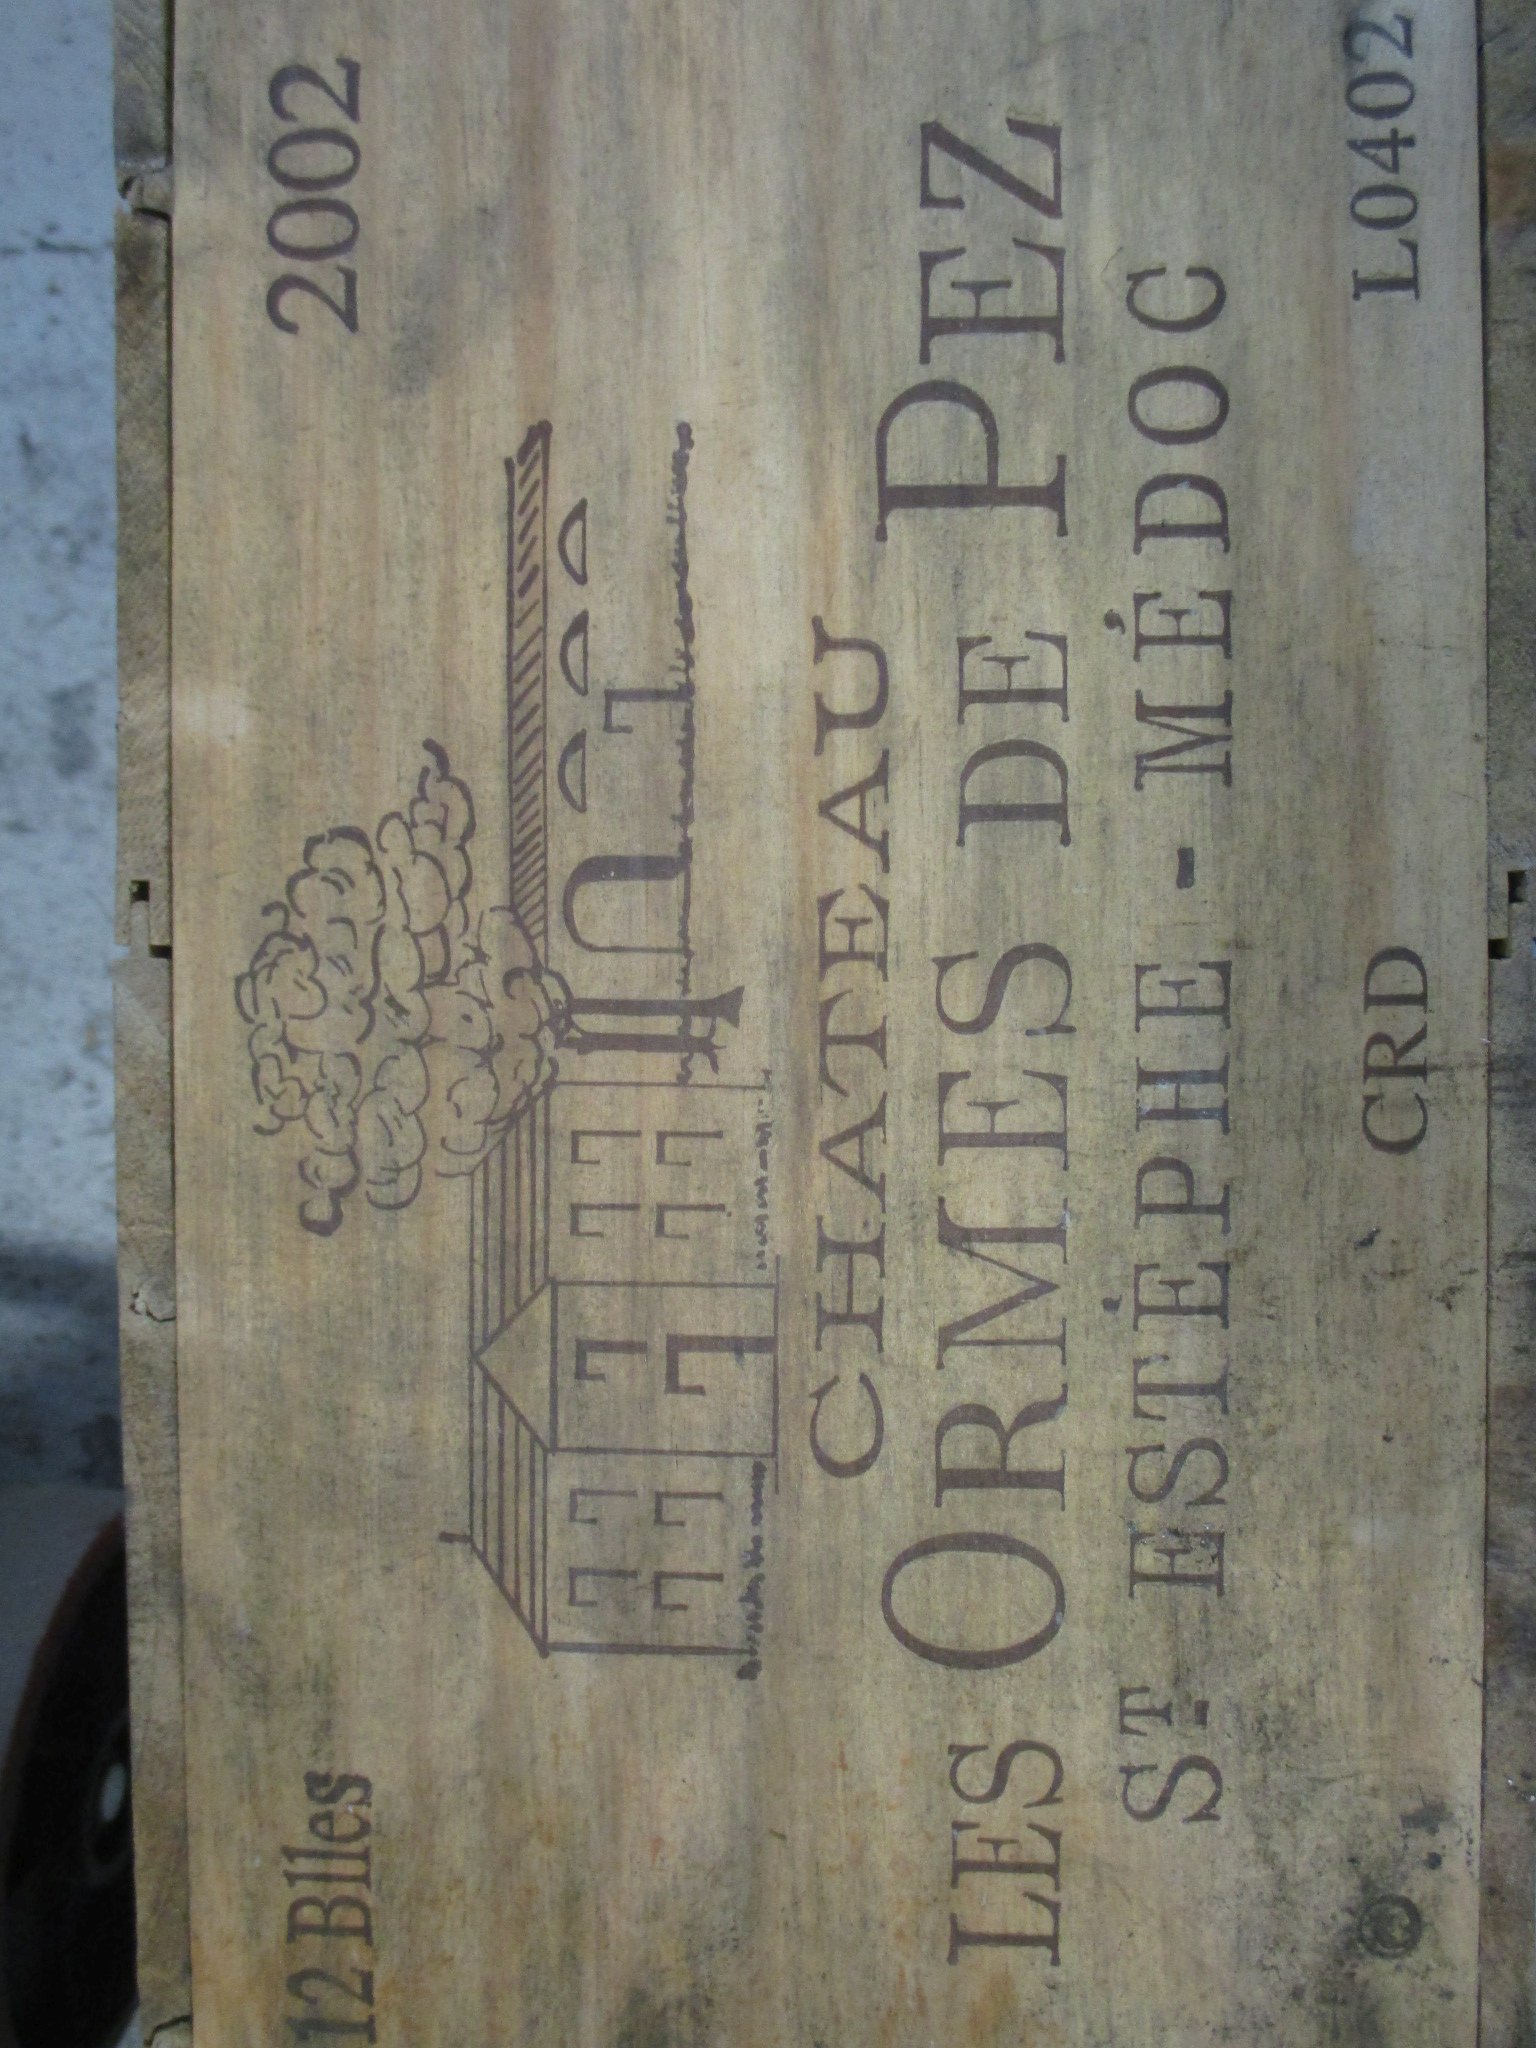 12 Blles 2002
CHATEAU
LES ORMES DE PEZ
ST ESTÈPHE - MÉDOC
CRD L0402